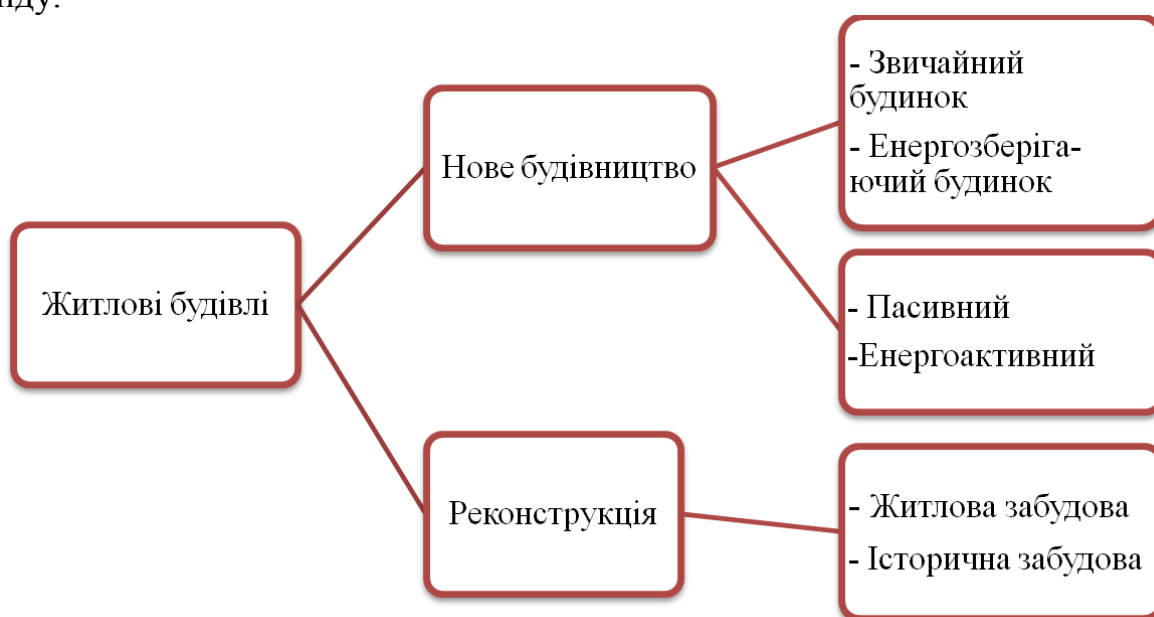 Житлові будівлі
Нове будівництво
- Звичайний
будинок
- Енергозберіга-
ючий будинок
- Пасивний
-Енергоактивний
Реконструкція
- Житлова забудова
- Історична забудова